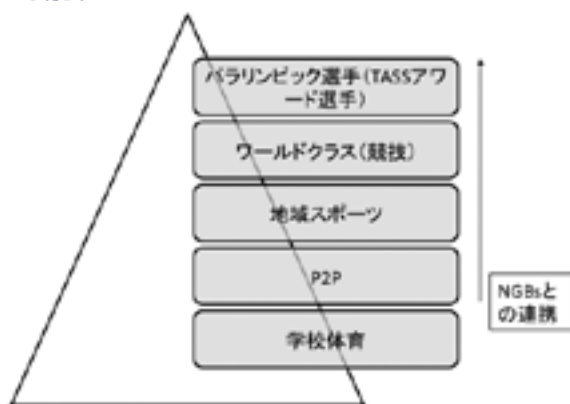 パラリンピック選手(TASSアワ
ード選手)
ワールドクラス(競技)
地域スポーツ
P2P
学校体育
NGBsと
の連携